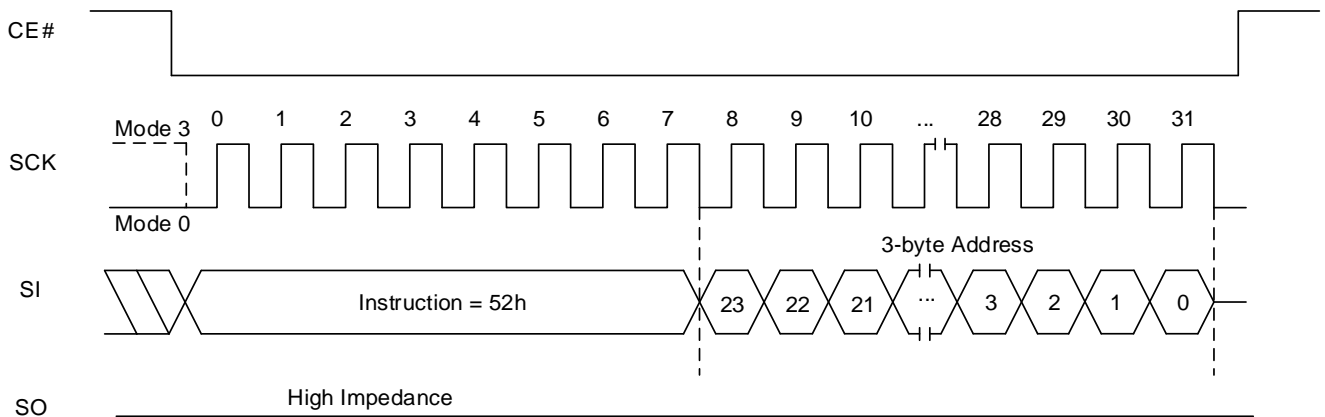 CE#
0 1 2 3 4 5 6 7 8 9 10 ... 28 29 30 31
Mode 3
SCK
Mode 0
3-byte Address
SI
Instruction = 52h 23 22 21 ... 3 2 1 0
High Impedance
SO